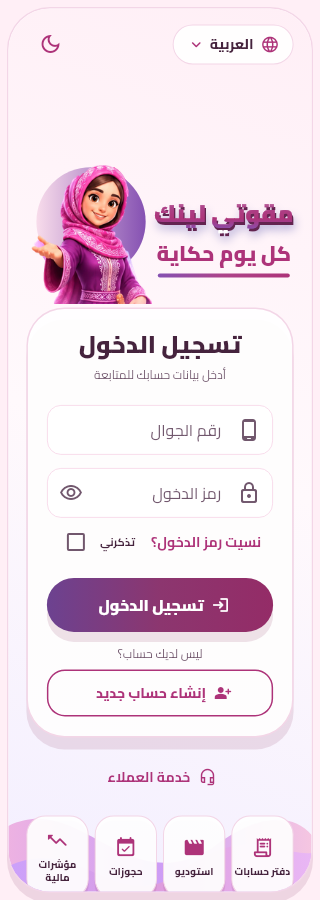 العربية
مقوتي لينك
كل يوم حكاية
تسجيل الدخول
أدخل بيانات حسابك للمتابعة
رقم الجوال
رمز الدخول
نسيت رمز الدخول؟
تذكرني
تسجيل الدخول
ليس لديك حساب؟
إنشاء حساب جديد
خدمة العملاء
دفتر حسابات
استوديو
حجوزات
مؤشرات
مالية